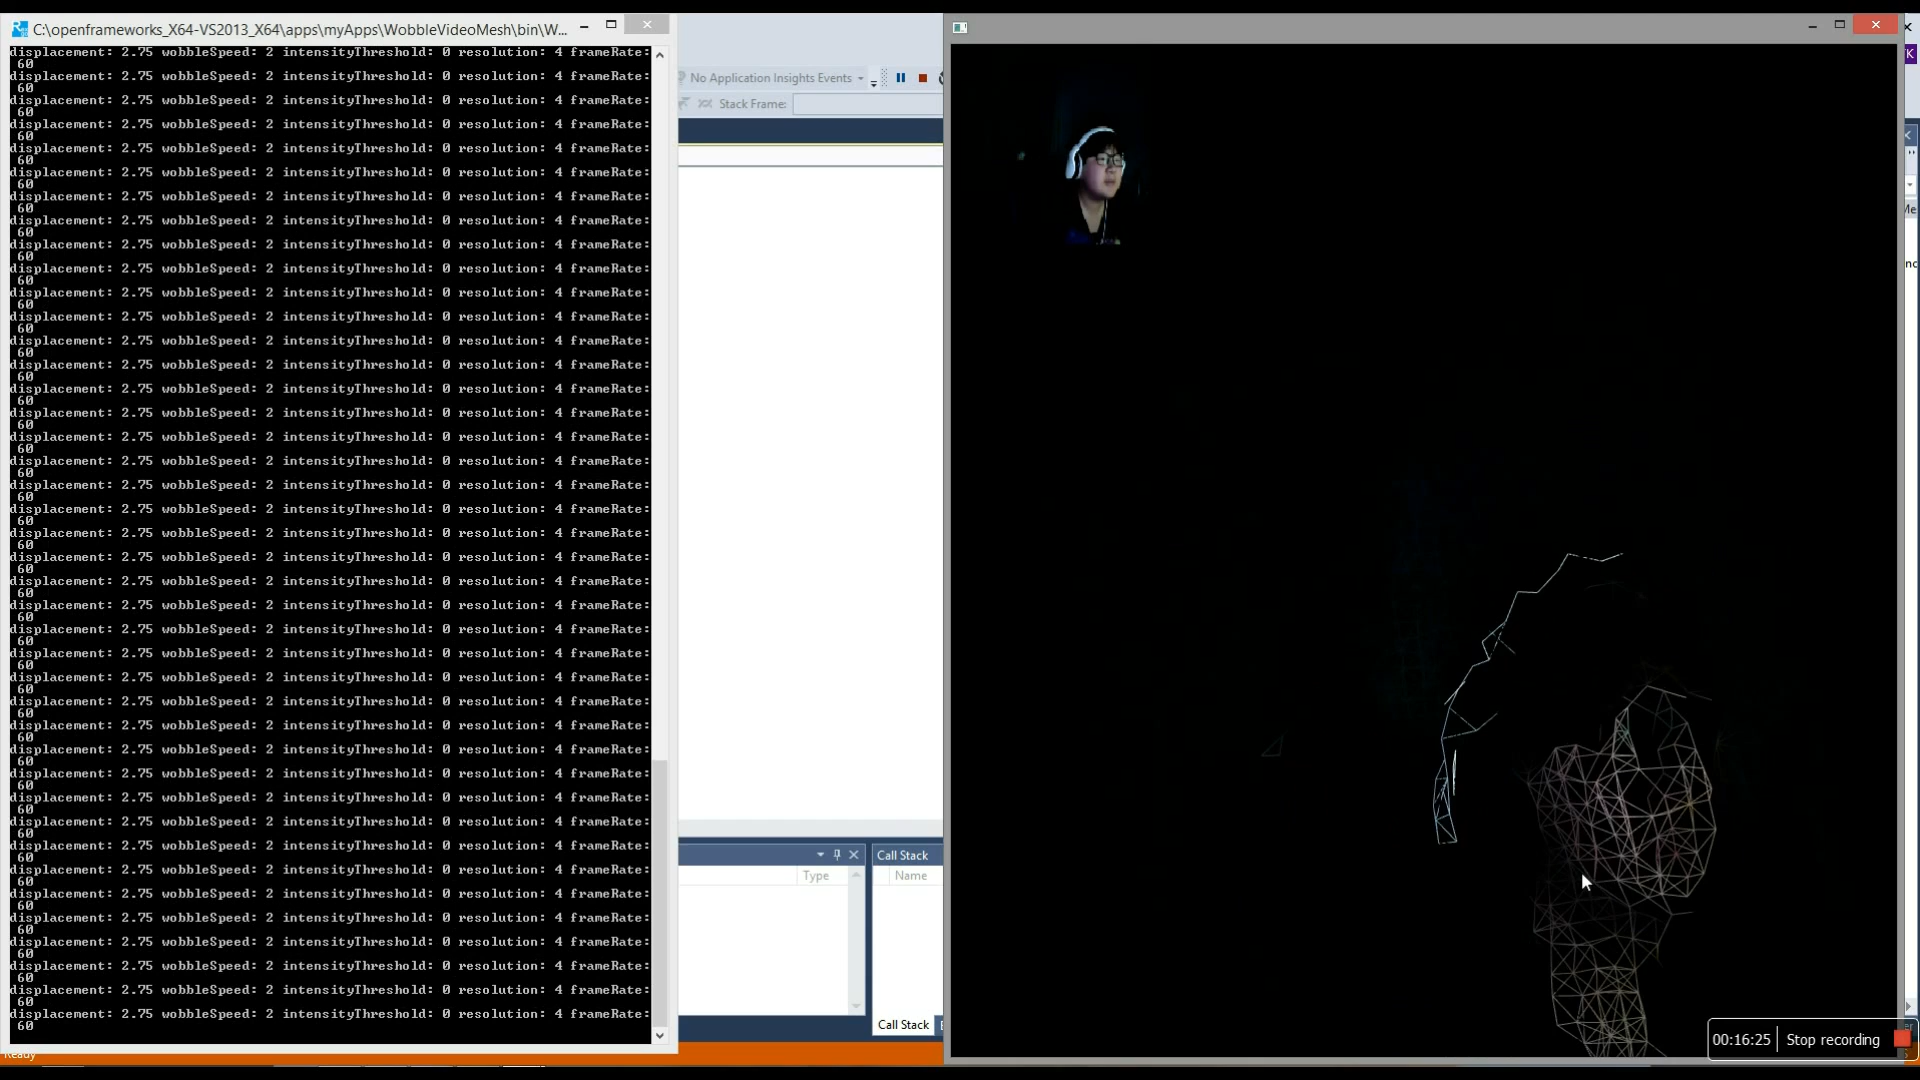 C:\openframeworks_X64-VS2013_X64\apps\myApps\WobbleVideoMesh\bin\W...
displacement: 2.75 wobbleSpeed: 2 intensityThreshold: 0 resolution: 4 frameRate:
60
displacement: 2.75 wobbleSpeed: 2 intensityThreshold: 0 resolution: 4 frameRate:
60
displacement: 2.75 wobbleSpeed: 2 intensityThreshold: 0 resolution: 4 frameRate:
60
displacement: 2.75 wobbleSpeed: 2 intensityThreshold: 0 resolution: 4 frameRate:
60
displacement: 2.75 wobbleSpeed: 2 intensityThreshold: 0 resolution: 4 frameRate:
60
displacement: 2.75 wobbleSpeed: 2 intensityThreshold: 0 resolution: 4 frameRate:
60
displacement: 2.75 wobbleSpeed: 2 intensityThreshold: 0 resolution: 4 frameRate:
60
displacement: 2.75 wobbleSpeed: 2 intensityThreshold: 0 resolution: 4 frameRate:
60
displacement: 2.75 wobbleSpeed: 2 intensityThreshold: 0 resolution: 4 frameRate:
60
displacement: 2.75 wobbleSpeed: 2 intensityThreshold: 0 resolution: 4 frameRate:
60
displacement: 2.75 wobbleSpeed: 2 intensityThreshold: 0 resolution: 4 frameRate:
60
displacement: 2.75 wobbleSpeed: 2 intensityThreshold: 0 resolution: 4 frameRate:
60
displacement: 2.75 wobbleSpeed: 2 intensityThreshold: 0 resolution: 4 frameRate:
60
displacement: 2.75 wobbleSpeed: 2 intensityThreshold: 0 resolution: 4 frameRate:
60
displacement: 2.75 wobbleSpeed: 2 intensityThreshold: 0 resolution: 4 frameRate:
60
displacement: 2.75 wobbleSpeed: 2 intensityThreshold: 0 resolution: 4 frameRate:
60
displacement: 2.75 wobbleSpeed: 2 intensityThreshold: 0 resolution: 4 frameRate:
60
displacement: 2.75 wobbleSpeed: 2 intensityThreshold: 0 resolution: 4 frameRate:
60
displacement: 2.75 wobbleSpeed: 2 intensityThreshold: 0 resolution: 4 frameRate:
60
displacement: 2.75 wobbleSpeed: 2 intensityThreshold: 0 resolution: 4 frameRate:
60
displacement: 2.75 wobbleSpeed: 2 intensityThreshold: 0 resolution: 4 frameRate:
60
displacement: 2.75 wobbleSpeed: 2 intensityThreshold: 0 resolution: 4 frameRate:
60
displacement: 2.75 wobbleSpeed: 2 intensityThreshold: 0 resolution: 4 frameRate:
60
displacement: 2.75 wobbleSpeed: 2 intensityThreshold: 0 resolution: 4 frameRate:
60
displacement: 2.75 wobbleSpeed: 2 intensityThreshold: 0 resolution: 4 frameRate:
60
displacement: 2.75 wobbleSpeed: 2 intensityThreshold: 0 resolution: 4 frameRate:
60
displacement: 2.75 wobbleSpeed: 2 intensityThreshold: 0 resolution: 4 frameRate:
60
displacement: 2.75 wobbleSpeed: 2 intensityThreshold: 0 resolution: 4 frameRate:
60
displacement: 2.75 wobbleSpeed: 2 intensityThreshold: 0 resolution: 4 frameRate:
60
displacement: 2.75 wobbleSpeed: 2 intensityThreshold: 0 resolution: 4 frameRate:
60
displacement: 2.75 wobbleSpeed: 2 intensityThreshold: 0 resolution: 4 frameRate:
60
displacement: 2.75 wobbleSpeed: 2 intensityThreshold: 0 resolution: 4 frameRate:
60
displacement: 2.75 wobbleSpeed: 2 intensityThreshold: 0 resolution: 4 frameRate:
60
displacement: 2.75 wobbleSpeed: 2 intensityThreshold: 0 resolution: 4 frameRate:
60
displacement: 2.75 wobbleSpeed: 2 intensityThreshold: 0 resolution: 4 frameRate:
60
displacement: 2.75 wobbleSpeed: 2 intensityThreshold: 0 resolution: 4 frameRate:
60
displacement: 2.75 wobbleSpeed: 2 intensityThreshold: 0 resolution: 4 frameRate:
60
displacement: 2.75 wobbleSpeed: 2 intensityThreshold: 0 resolution: 4 frameRate:
60
displacement: 2.75 wobbleSpeed: 2 intensityThreshold: 0 resolution: 4 frameRate:
60
displacement: 2.75 wobbleSpeed: 2 intensityThreshold: 0 resolution: 4 frameRate:
60
displacement: 2.75 wobbleSpeed: 2 intensityThreshold: 0 resolution: 4 frameRate:
60
Ready
No Application Insights Events
Stack Frame:
Type
Call Stack
Name
Call Stack
00:16:25 Stop recording